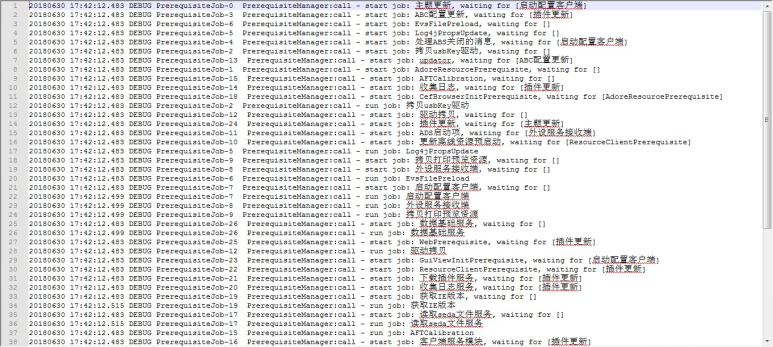 1 20180630 17:42:12.483 DEBUG PrerequisiteJob-0 PrerequisiteManager:call - start job: 主题更新, waiting for [启动配置客户端]
2 20180630 17:42:12.483 DEBUG PrerequisiteJob-3 PrerequisiteManager:call - start job: ABC配置更新, waiting for [插件更新]
3 20180630 17:42:12.483 DEBUG PrerequisiteJob-6 PrerequisiteManager:call - start job: EvsFilePreload, waiting for []
4 20180630 17:42:12.483 DEBUG PrerequisiteJob-5 PrerequisiteManager:call - start job: Log4jPropsUpdate, waiting for []
5 20180630 17:42:12.483 DEBUG PrerequisiteJob-4 PrerequisiteManager:call - start job: 处理ABS关闭的消息, waiting for [启动配置客户端]
6 20180630 17:42:12.483 DEBUG PrerequisiteJob-2 PrerequisiteManager:call - start job: 拷贝usbKey驱动, waiting for []
7 20180630 17:42:12.483 DEBUG PrerequisiteJob-13 PrerequisiteManager:call - start job: updator, waiting for [ABC配置更新]
8 20180630 17:42:12.483 DEBUG PrerequisiteJob-1 PrerequisiteManager:call - start job: AdoreResourcePrerequisite, waiting for []
9 20180630 17:42:12.483 DEBUG PrerequisiteJob-15 PrerequisiteManager:call - start job: AFTCalibration, waiting for []
10 20180630 17:42:12.483 DEBUG PrerequisiteJob-14 PrerequisiteManager:call - start job: 收集日志, waiting for [插件更新]
11 20180630 17:42:12.483 DEBUG PrerequisiteJob-18 PrerequisiteManager:call - start job: CefBrowserInitPrerequisite, waiting for [AdoreResourcePrerequisite]
12 20180630 17:42:12.483 DEBUG PrerequisiteJob-2 PrerequisiteManager:call - run job: 拷贝usbKey驱动
13 20180630 17:42:12.483 DEBUG PrerequisiteJob-12 PrerequisiteManager:call - start job: 驱动拷贝, waiting for []
14 20180630 17:42:12.483 DEBUG PrerequisiteJob-24 PrerequisiteManager:call - start job: 插件更新, waiting for [主题更新]
15 20180630 17:42:12.483 DEBUG PrerequisiteJob-11 PrerequisiteManager:call - start job: ADS启动项, waiting for [外设服务接收端]
16 20180630 17:42:12.483 DEBUG PrerequisiteJob-10 PrerequisiteManager:call - start job: 更新离线资源预启动, waiting for [ResourceClientPrerequisite]
17 20180630 17:42:12.483 DEBUG PrerequisiteJob-5 PrerequisiteManager:call - run job: Log4jPropsUpdate
18 20180630 17:42:12.483 DEBUG PrerequisiteJob-9 PrerequisiteManager:call - start job: 拷贝打印预览资源, waiting for []
19 20180630 17:42:12.483 DEBUG PrerequisiteJob-8 PrerequisiteManager:call - start job: 外设服务接收端, waiting for []
20 20180630 17:42:12.483 DEBUG PrerequisiteJob-6 PrerequisiteManager:call - run job: EvsFilePreload
21 20180630 17:42:12.483 DEBUG PrerequisiteJob-7 PrerequisiteManager:call - start job: 启动配置客户端, waiting for []
22 20180630 17:42:12.499 DEBUG PrerequisiteJob-7 PrerequisiteManager:call - run job: 启动配置客户端
23 20180630 17:42:12.499 DEBUG PrerequisiteJob-8 PrerequisiteManager:call - run job: 外设服务接收端
24 20180630 17:42:12.499 DEBUG PrerequisiteJob-9 PrerequisiteManager:call - run job: 拷贝打印预览资源
25 20180630 17:42:12.483 DEBUG PrerequisiteJob-26 PrerequisiteManager:call - start job: 数据基础服务, waiting for []
26 20180630 17:42:12.499 DEBUG PrerequisiteJob-26 PrerequisiteManager:call - run job: 数据基础服务
27 20180630 17:42:12.483 DEBUG PrerequisiteJob-25 PrerequisiteManager:call - start job: WebPrerequisite, waiting for [插件更新]
28 20180630 17:42:12.483 DEBUG PrerequisiteJob-12 PrerequisiteManager:call - run job: 驱动拷贝
29 20180630 17:42:12.483 DEBUG PrerequisiteJob-23 PrerequisiteManager:call - start job: GuiViewInitPrerequisite, waiting for [启动配置客户端]
30 20180630 17:42:12.483 DEBUG PrerequisiteJob-22 PrerequisiteManager:call - start job: ResourceClientPrerequisite, waiting for [插件更新]
31 20180630 17:42:12.483 DEBUG PrerequisiteJob-21 PrerequisiteManager:call - start job: 下载插件服务, waiting for [插件更新]
32 20180630 17:42:12.483 DEBUG PrerequisiteJob-20 PrerequisiteManager:call - start job: 收集日志服务, waiting for [插件更新]
33 20180630 17:42:12.483 DEBUG PrerequisiteJob-19 PrerequisiteManager:call - start job: 获取IE版本, waiting for []
34 20180630 17:42:12.515 DEBUG PrerequisiteJob-19 PrerequisiteManager:call - run job: 获取IE版本
35 20180630 17:42:12.483 DEBUG PrerequisiteJob-17 PrerequisiteManager:call - start job: 读取seda文件服务, waiting for []
36 20180630 17:42:12.515 DEBUG PrerequisiteJob-17 PrerequisiteManager:call - run job: 读取seda文件服务
37 20180630 17:42:12.483 DEBUG PrerequisiteJob-15 PrerequisiteManager:call - run job: AFTCalibration
38 20180630 17:42:12.483 DEBUG PrerequisiteJob-16 PrerequisiteManager:call - start job: 客户端服务模块, waiting for [插件更新]